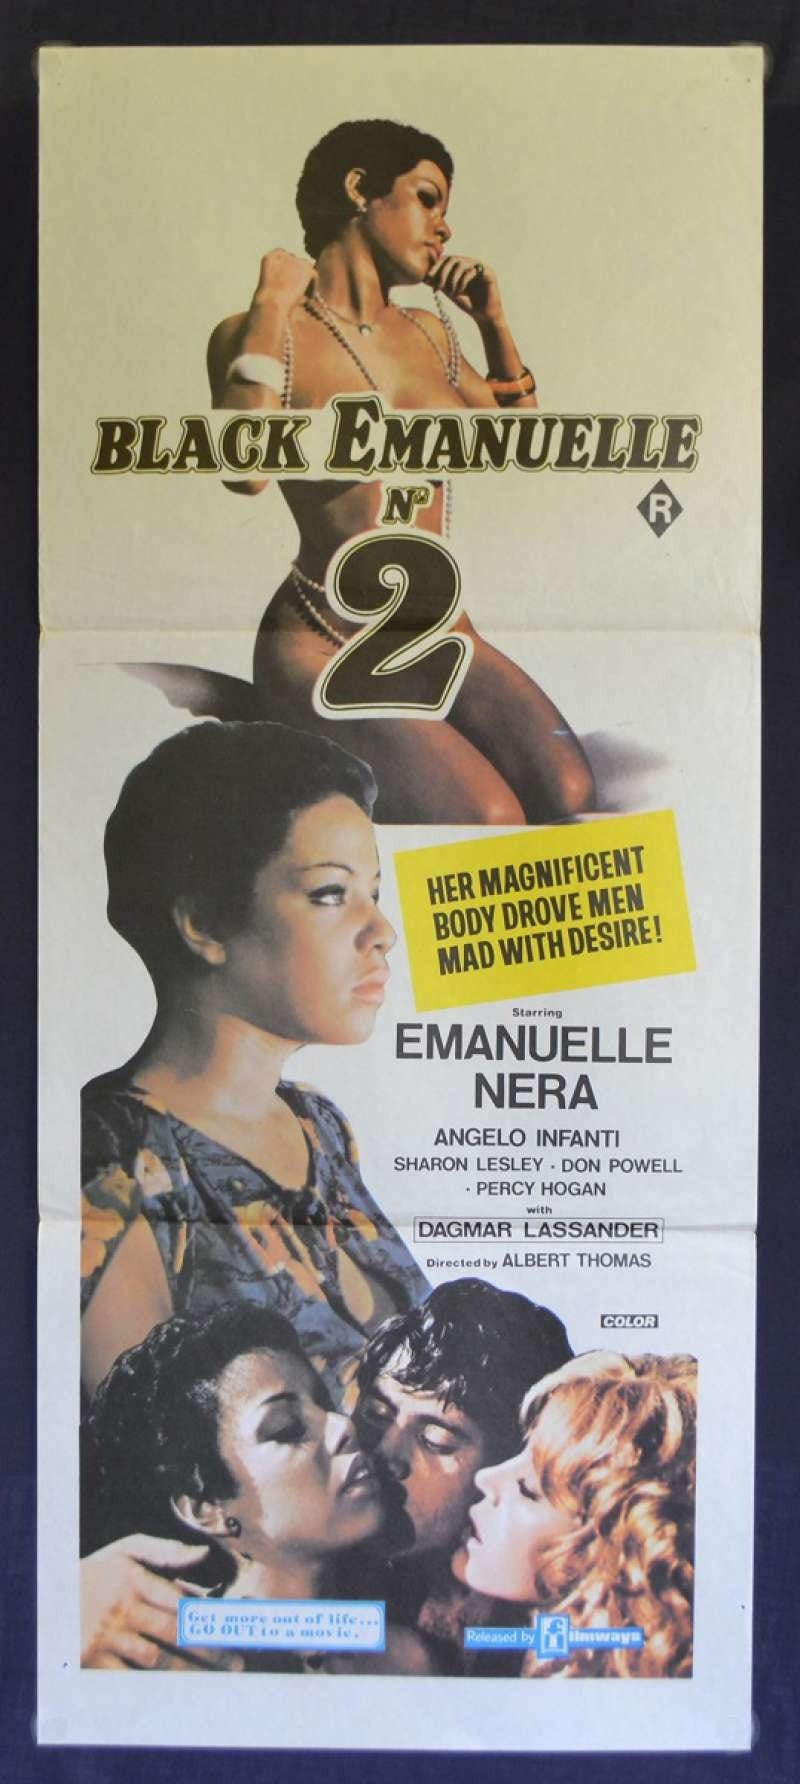 BLACK EMANUELLE
Nº
2
R
HER MAGNIFICENT
BODY DROVE MEN
MAD WITH DESIRE!
Starring
EMANUELLE
NERA
ANGELO INFANTI
SHARON LESLEY · DON POWELL
· PERCY HOGAN
with
DAGMAR LASSANDER
Directed by ALBERT THOMAS
COLOR
Get more out of life...
GO OUT to a movie.
Released by filmways